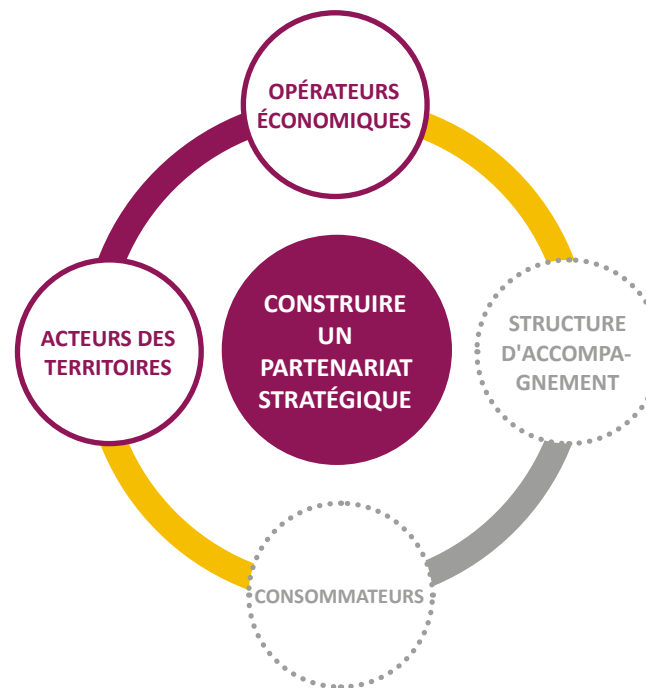 OPÉRATEURS
ÉCONOMIQUES
ACTEURS DES
TERRITOIRES
CONSTRUIRE
UN
PARTENARIAT
STRATÉGIQUE
STRUCTURE
D'ACCOMPA-
GNEMENT
CONSOMMATEURS